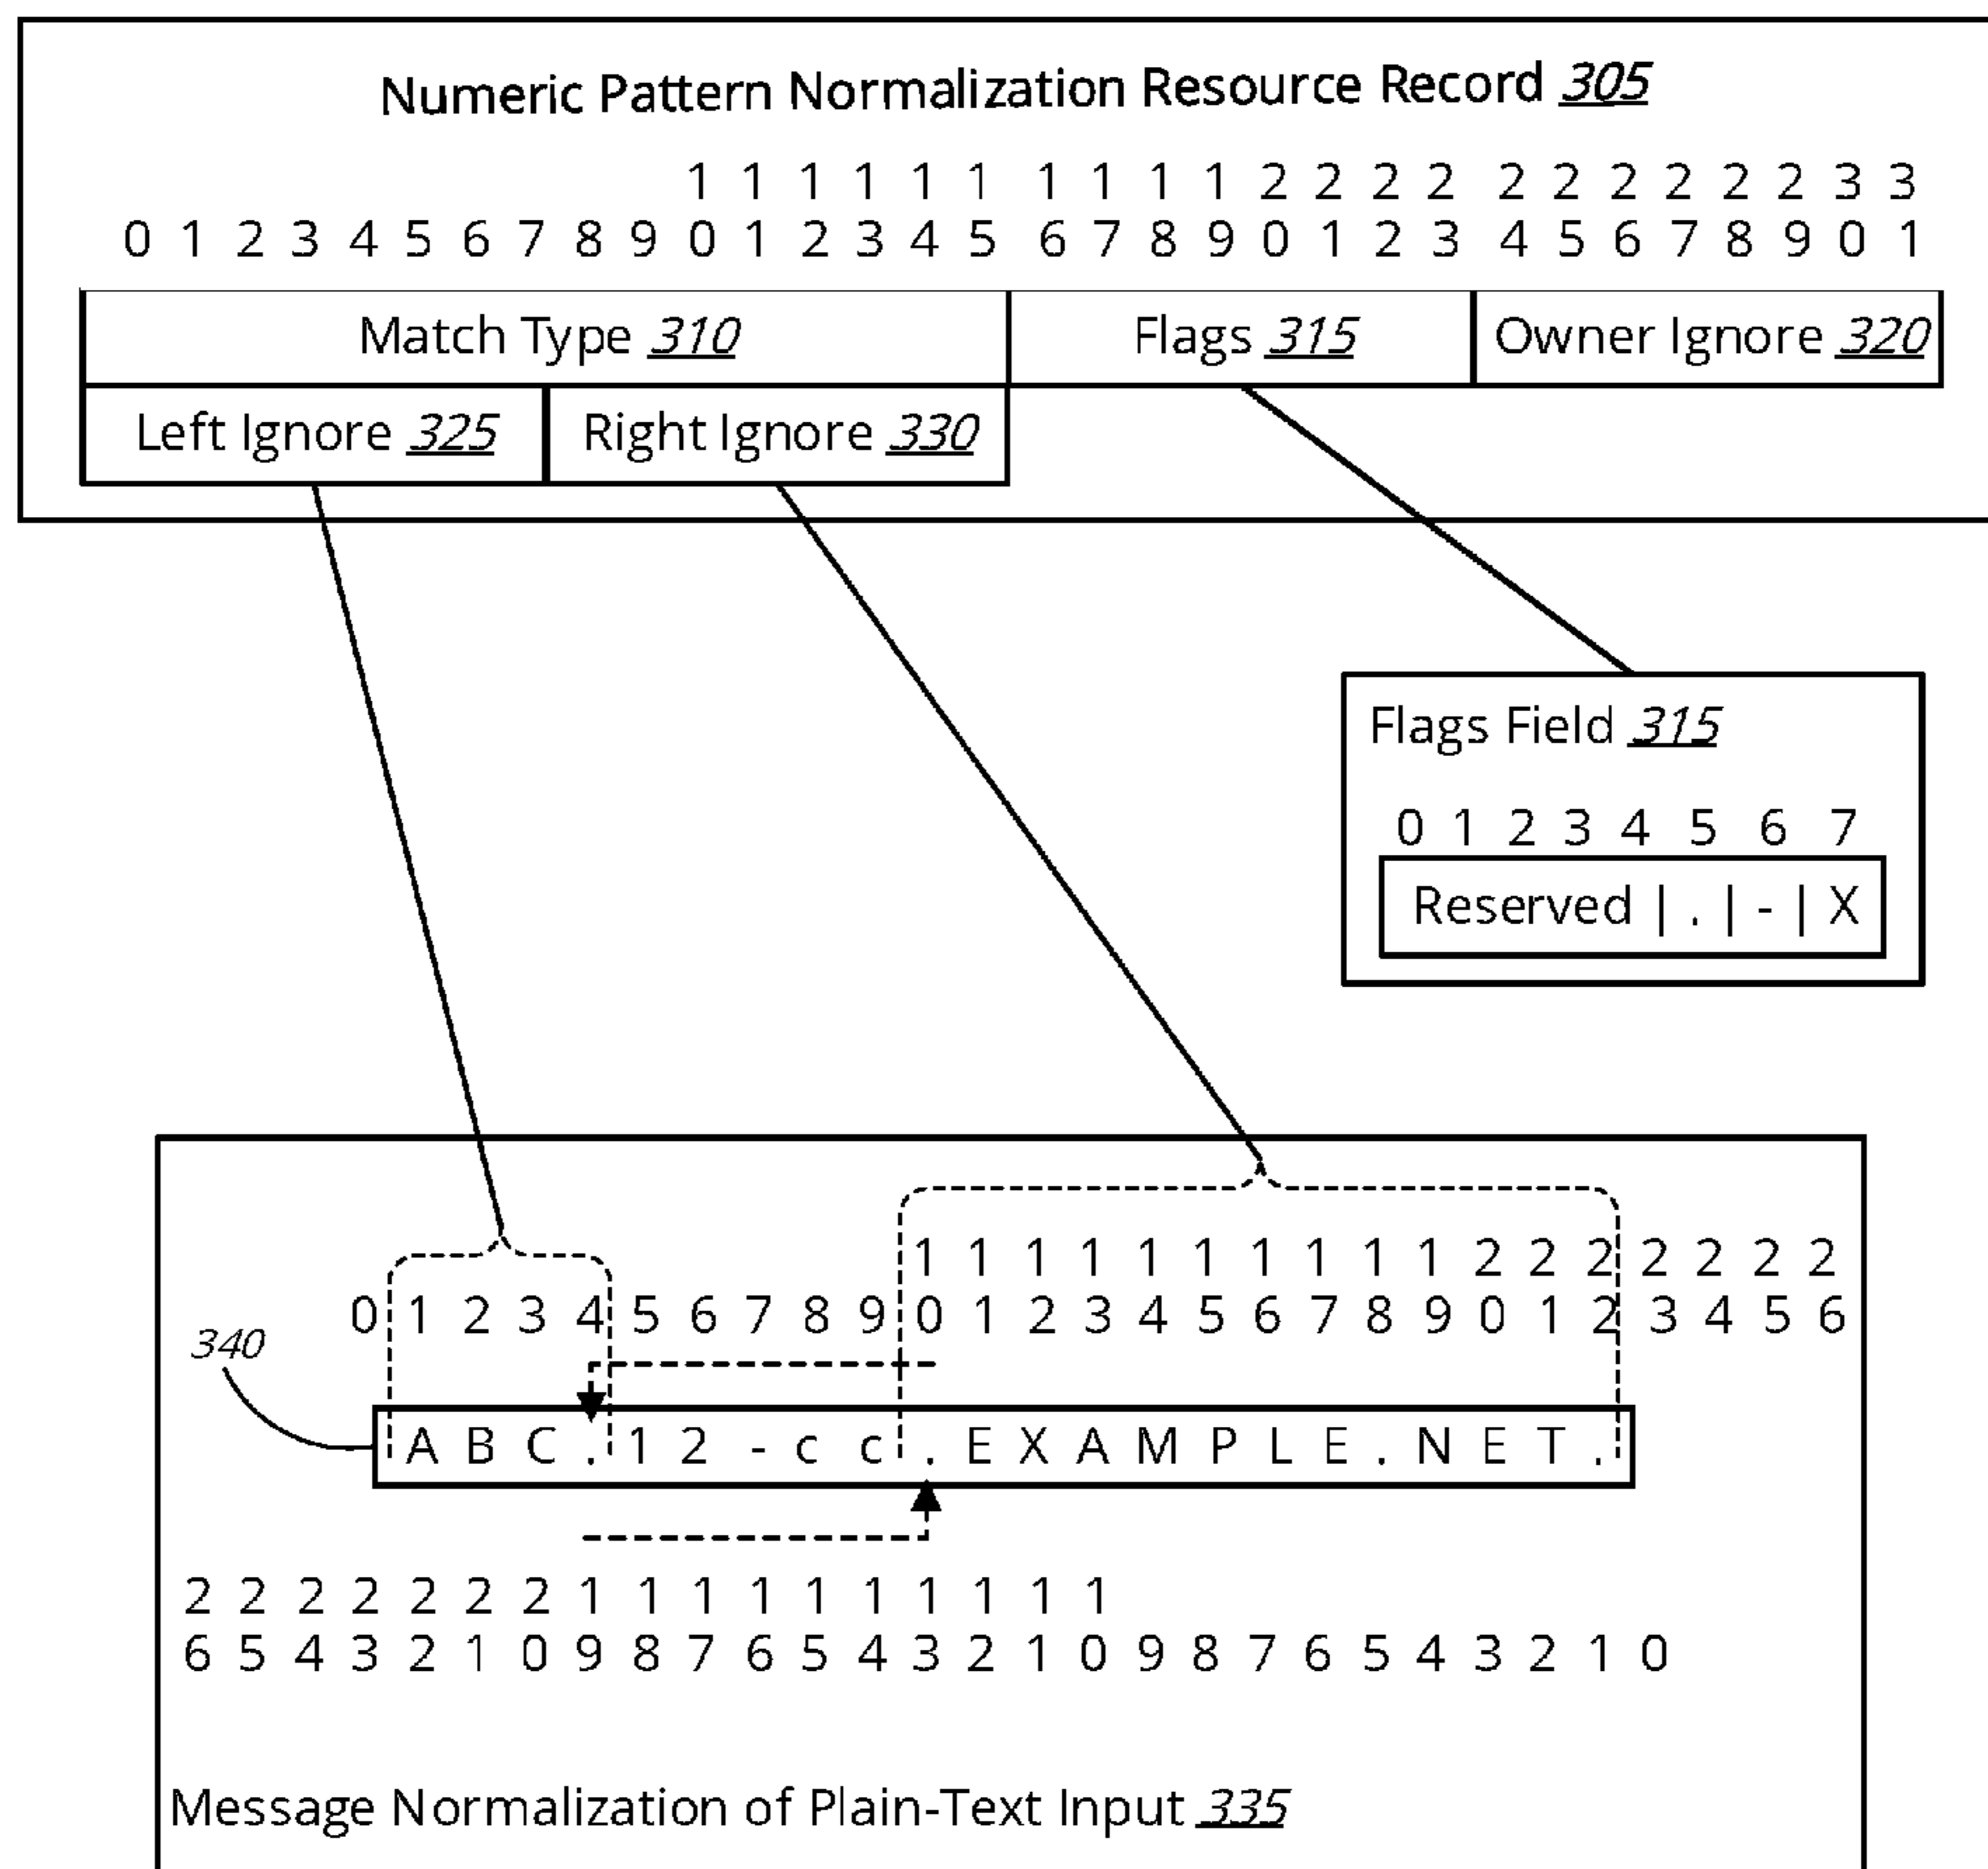 Numeric Pattern Normalization Resource Record 305
1 1 1 1 1 1 1 1 1 1 2 2 2 2 2 2 2 2 2 2 3 3
0 1 2 3 4 5 6 7 8 9 0 1 2 3 4 5 6 7 8 9 0 1 2 3 4 5 6 7 8 9 0 1
Match Type 310 Flags 315 Owner Ignore 320
Left Ignore 325 Right Ignore 330
Flags Field 315
0 1 2 3 4 5 6 7
Reserved | . | - | X
1 1 1 1 1 1 1 1 1 1 2 2 2 2 2 2 2
0 1 2 3 4 5 6 7 8 9 0 1 2 3 4 5 6 7 8 9 0 1 2 3 4 5 6
340
A B C . 1 2 - c c . E X A M P L E . N E T .
2 2 2 2 2 2 2 1 1 1 1 1 1 1 1 1 1
6 5 4 3 2 1 0 9 8 7 6 5 4 3 2 1 0 9 8 7 6 5 4 3 2 1 0
Message Normalization of Plain-Text Input 335